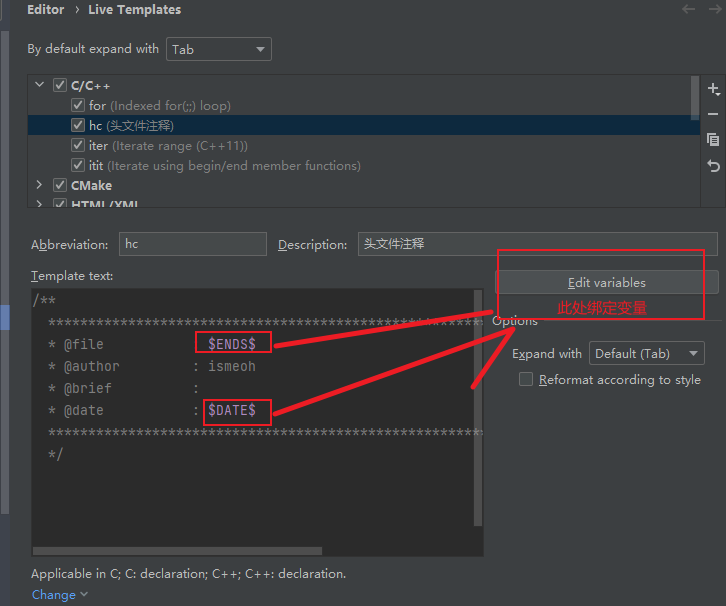 Editor › Live Templates
By default expand with Tab
C/C++
for (Indexed for(;;) loop)
hc (头文件注释)
iter (Iterate range (C++11))
itit (Iterate using begin/end member functions)
CMake
HTML/XML
Abbreviation: hc Description: 头文件注释
Template text:
Edit variables
此处绑定变量
/**
*******************************************************
* @file $ENDS$
* @author : ismeoh
* @brief :
* @date : $DATE$
*******************************************************
*/
Options
Expand with Default (Tab)
Reformat according to style
Applicable in C; C: declaration; C++; C++: declaration.
Change